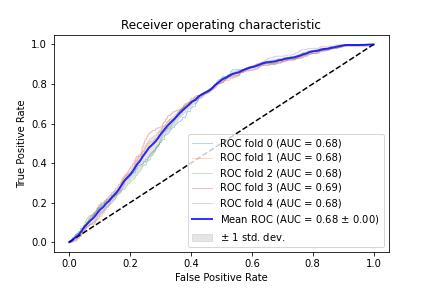 Receiver operating characteristic
True Positive Rate
1.0
0.8
0.6
0.4
0.2
0.0
ROC fold 0 (AUC = 0.68)
ROC fold 1 (AUC = 0.68)
ROC fold 2 (AUC = 0.68)
ROC fold 3 (AUC = 0.69)
ROC fold 4 (AUC = 0.68)
Mean ROC (AUC = 0.68 ± 0.00)
± 1 std. dev.
0.0 0.2 0.4 0.6 0.8 1.0
False Positive Rate